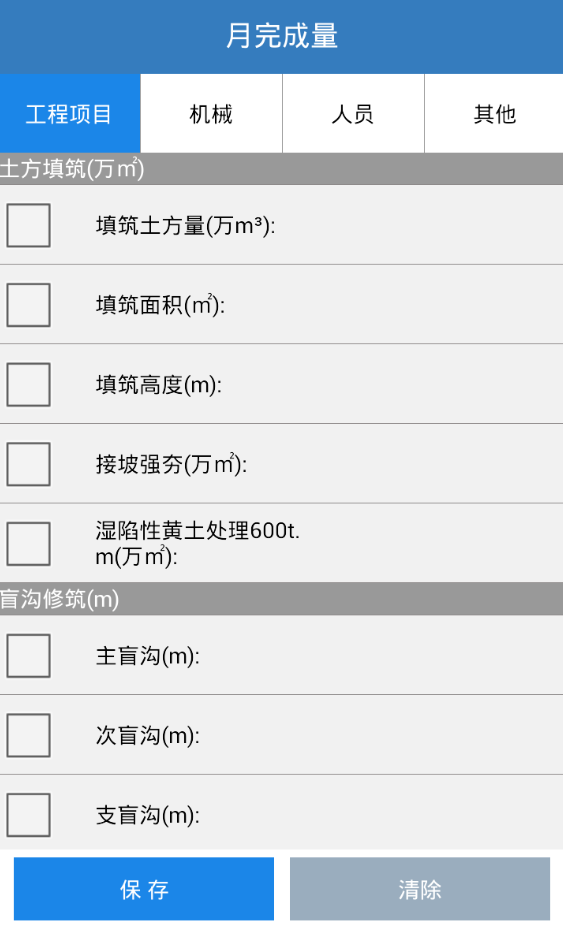 月完成量
工程项目
机械
人员
其他
土方填筑(万㎡)
填筑土方量(万m³):
填筑面积(㎡):
填筑高度(m):
接坡强夯(万㎡):
湿陷性黄土处理600t.
m(万㎡):
盲沟修筑(m)
主盲沟(m):
次盲沟(m):
支盲沟(m):
保 存
清除